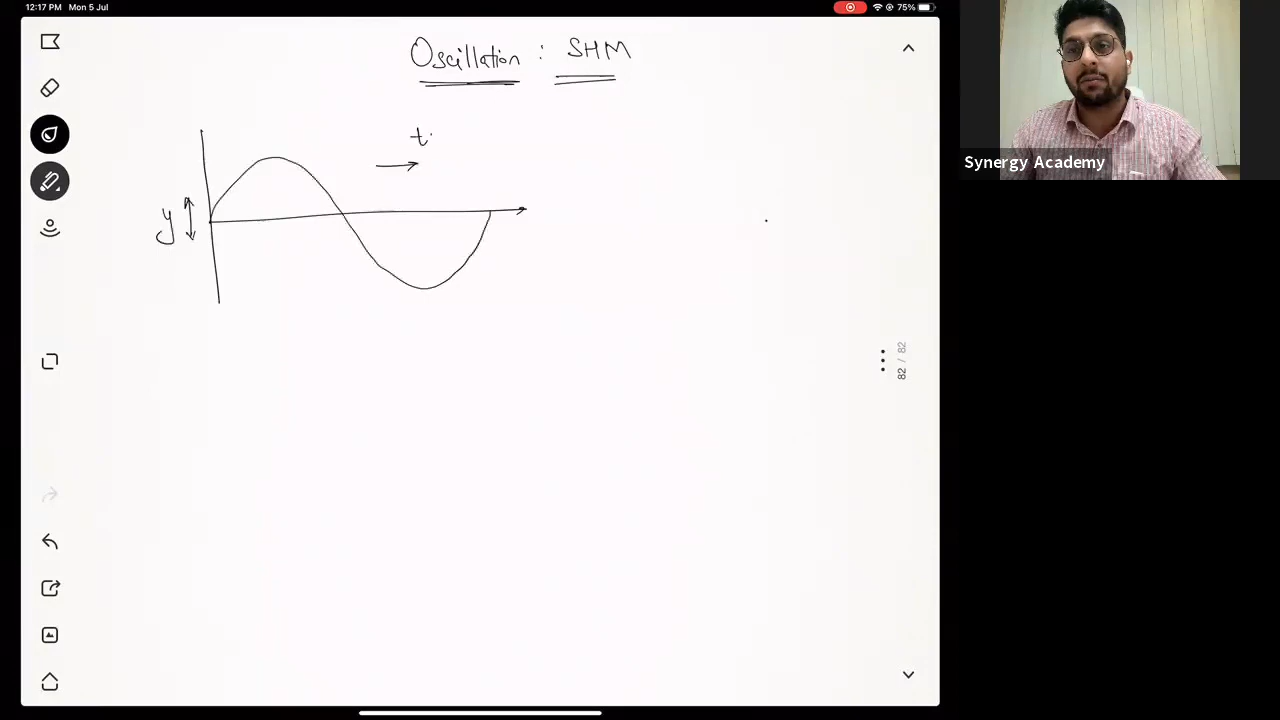 12:17 PM Mon 5 Jul
75%
Oscillation : SHM
t
y
Synergy Academy
82 / 82